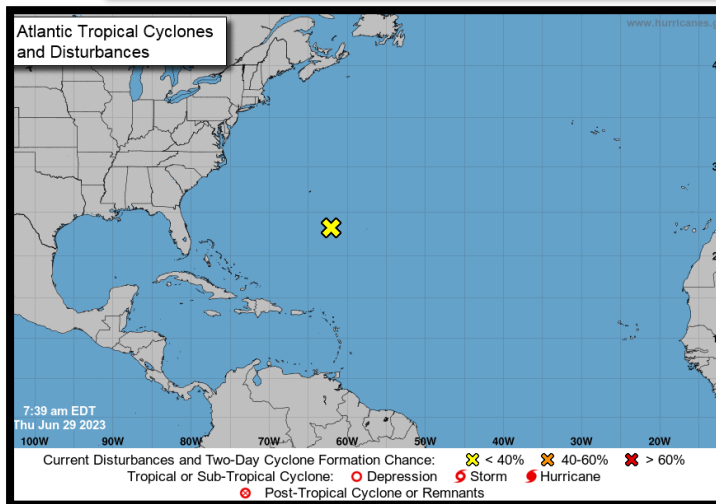 Atlantic Tropical Cyclones
and Disturbances
www.hurricanes.g
7:39 am EDT
Thu Jun 29 2023
100W 90W 80W 70W 60W 50W 40W 30W 20W
Current Disturbances and Two-Day Cyclone Formation Chance: < 40% 40-60% > 60%
Tropical or Sub-Tropical Cyclone: Depression Storm Hurricane
Post-Tropical Cyclone or Remnants